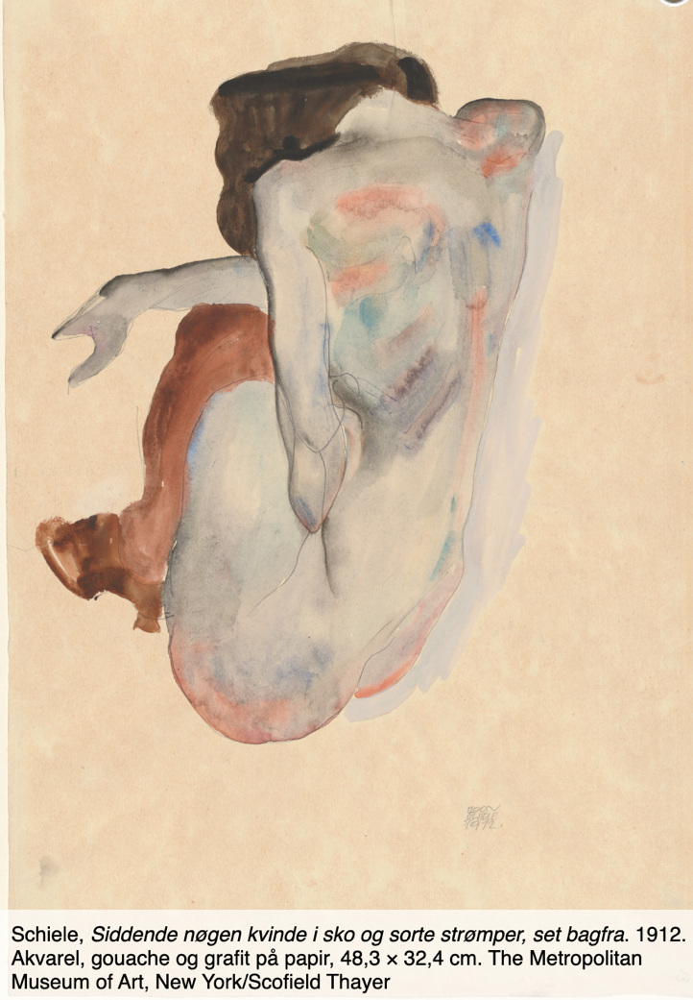 EGON
SCHIELE
1912.
Schiele, Siddende nøgen kvinde i sko og sorte strømper, set bagfra. 1912.
Akvarel, gouache og grafit på papir, 48,3 × 32,4 cm. The Metropolitan
Museum of Art, New York/Scofield Thayer